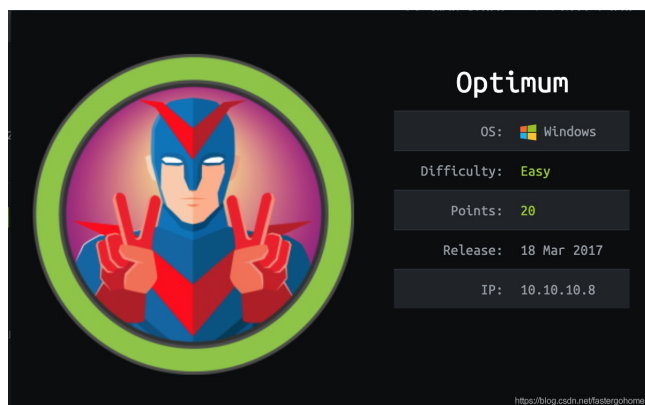 Optimum
OS: Windows
Difficulty: Easy
Points: 20
Release: 18 Mar 2017
IP: 10.10.10.8
https://blog.csdn.net/fastergohome